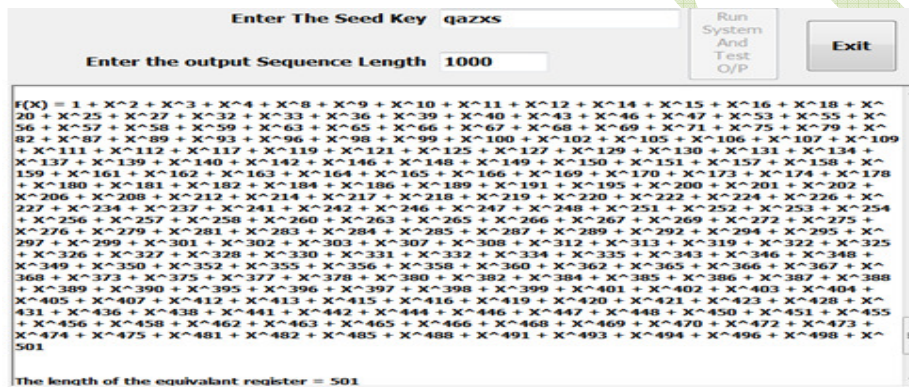 Enter The Seed Key qazxs
Run System And Test O/P
Exit
Enter the output Sequence Length 1000
F(X) = 1 + X^2 + X^3 + X^4 + X^8 + X^9 + X^10 + X^11 + X^12 + X^14 + X^15 + X^16 + X^18 + X^
20 + X^25 + X^27 + X^32 + X^33 + X^36 + X^39 + X^40 + X^43 + X^46 + X^47 + X^53 + X^55 + X^
56 + X^57 + X^58 + X^59 + X^63 + X^65 + X^66 + X^67 + X^68 + X^69 + X^71 + X^75 + X^79 + X^
82 + X^87 + X^89 + X^93 + X^96 + X^98 + X^99 + X^100 + X^102 + X^105 + X^106 + X^107 + X^109
+ X^111 + X^112 + X^117 + X^119 + X^121 + X^125 + X^127 + X^129 + X^130 + X^131 + X^134 +
X^137 + X^139 + X^140 + X^142 + X^146 + X^148 + X^149 + X^150 + X^151 + X^157 + X^158 + X^
159 + X^161 + X^162 + X^163 + X^164 + X^165 + X^166 + X^169 + X^170 + X^173 + X^174 + X^178
+ X^180 + X^181 + X^182 + X^184 + X^186 + X^189 + X^191 + X^195 + X^200 + X^201 + X^202 +
X^206 + X^208 + X^212 + X^214 + X^217 + X^218 + X^219 + X^220 + X^222 + X^224 + X^226 + X^
227 + X^234 + X^237 + X^241 + X^242 + X^246 + X^247 + X^248 + X^251 + X^252 + X^253 + X^254
+ X^256 + X^257 + X^258 + X^260 + X^263 + X^265 + X^266 + X^267 + X^269 + X^272 + X^275 +
X^276 + X^279 + X^281 + X^283 + X^284 + X^285 + X^287 + X^289 + X^292 + X^294 + X^295 + X^
297 + X^299 + X^301 + X^302 + X^303 + X^307 + X^308 + X^312 + X^313 + X^319 + X^322 + X^325
+ X^326 + X^327 + X^328 + X^330 + X^331 + X^332 + X^334 + X^335 + X^343 + X^346 + X^348 +
X^349 + X^350 + X^352 + X^355 + X^356 + X^358 + X^360 + X^362 + X^365 + X^366 + X^367 + X^
368 + X^373 + X^375 + X^377 + X^378 + X^380 + X^382 + X^384 + X^385 + X^386 + X^387 + X^388
+ X^389 + X^390 + X^395 + X^396 + X^397 + X^398 + X^399 + X^401 + X^402 + X^403 + X^404 +
X^405 + X^407 + X^412 + X^413 + X^415 + X^416 + X^419 + X^420 + X^421 + X^423 + X^428 + X^
431 + X^436 + X^438 + X^441 + X^442 + X^444 + X^446 + X^447 + X^448 + X^450 + X^451 + X^455
+ X^456 + X^458 + X^462 + X^463 + X^465 + X^466 + X^468 + X^469 + X^470 + X^472 + X^473 +
X^474 + X^475 + X^481 + X^482 + X^485 + X^488 + X^491 + X^493 + X^494 + X^496 + X^498 + X^
501
The length of the equivalant register = 501